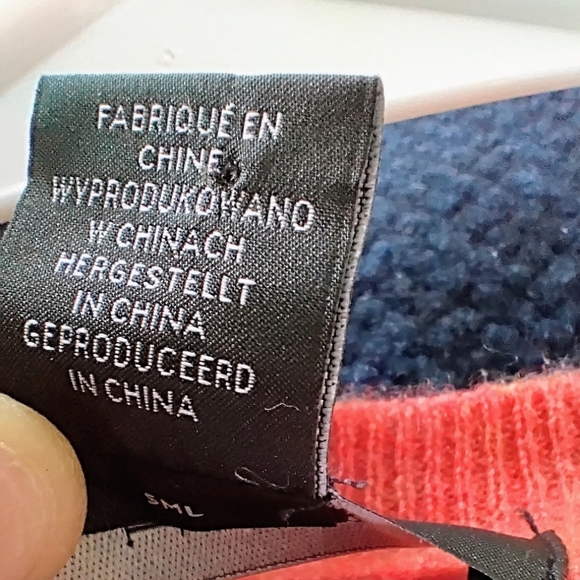 FABRIQUÉ EN
CHINE
WYPRODUKOWANO
W CHINACH
HERGESTELLT
IN CHINA
GEPRODUCEERD
IN CHINA
SML